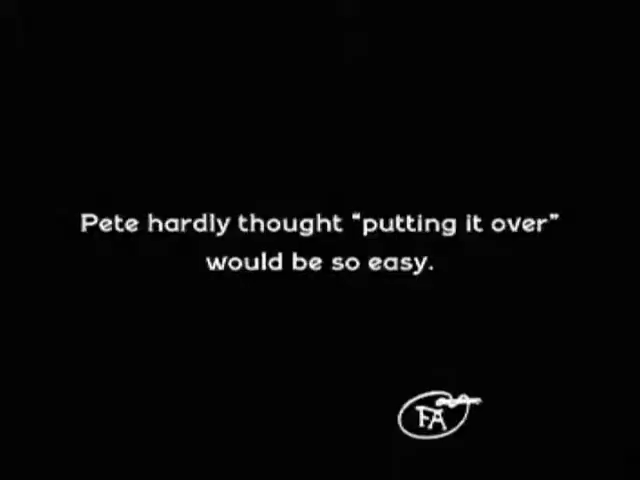 Pete hardly thought “putting it over”
would be so easy.
FA